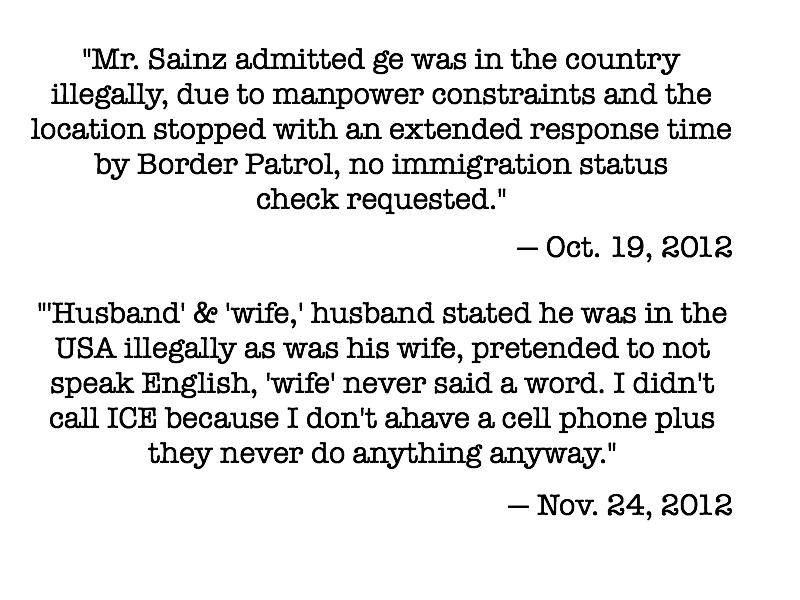 "Mr. Sainz admitted ge was in the country
illegally, due to manpower constraints and the
location stopped with an extended response time
by Border Patrol, no immigration status
check requested."
— Oct. 19, 2012
"'Husband' & 'wife,' husband stated he was in the
USA illegally as was his wife, pretended to not
speak English, 'wife' never said a word. I didn't
call ICE because I don't ahave a cell phone plus
they never do anything anyway."
— Nov. 24, 2012